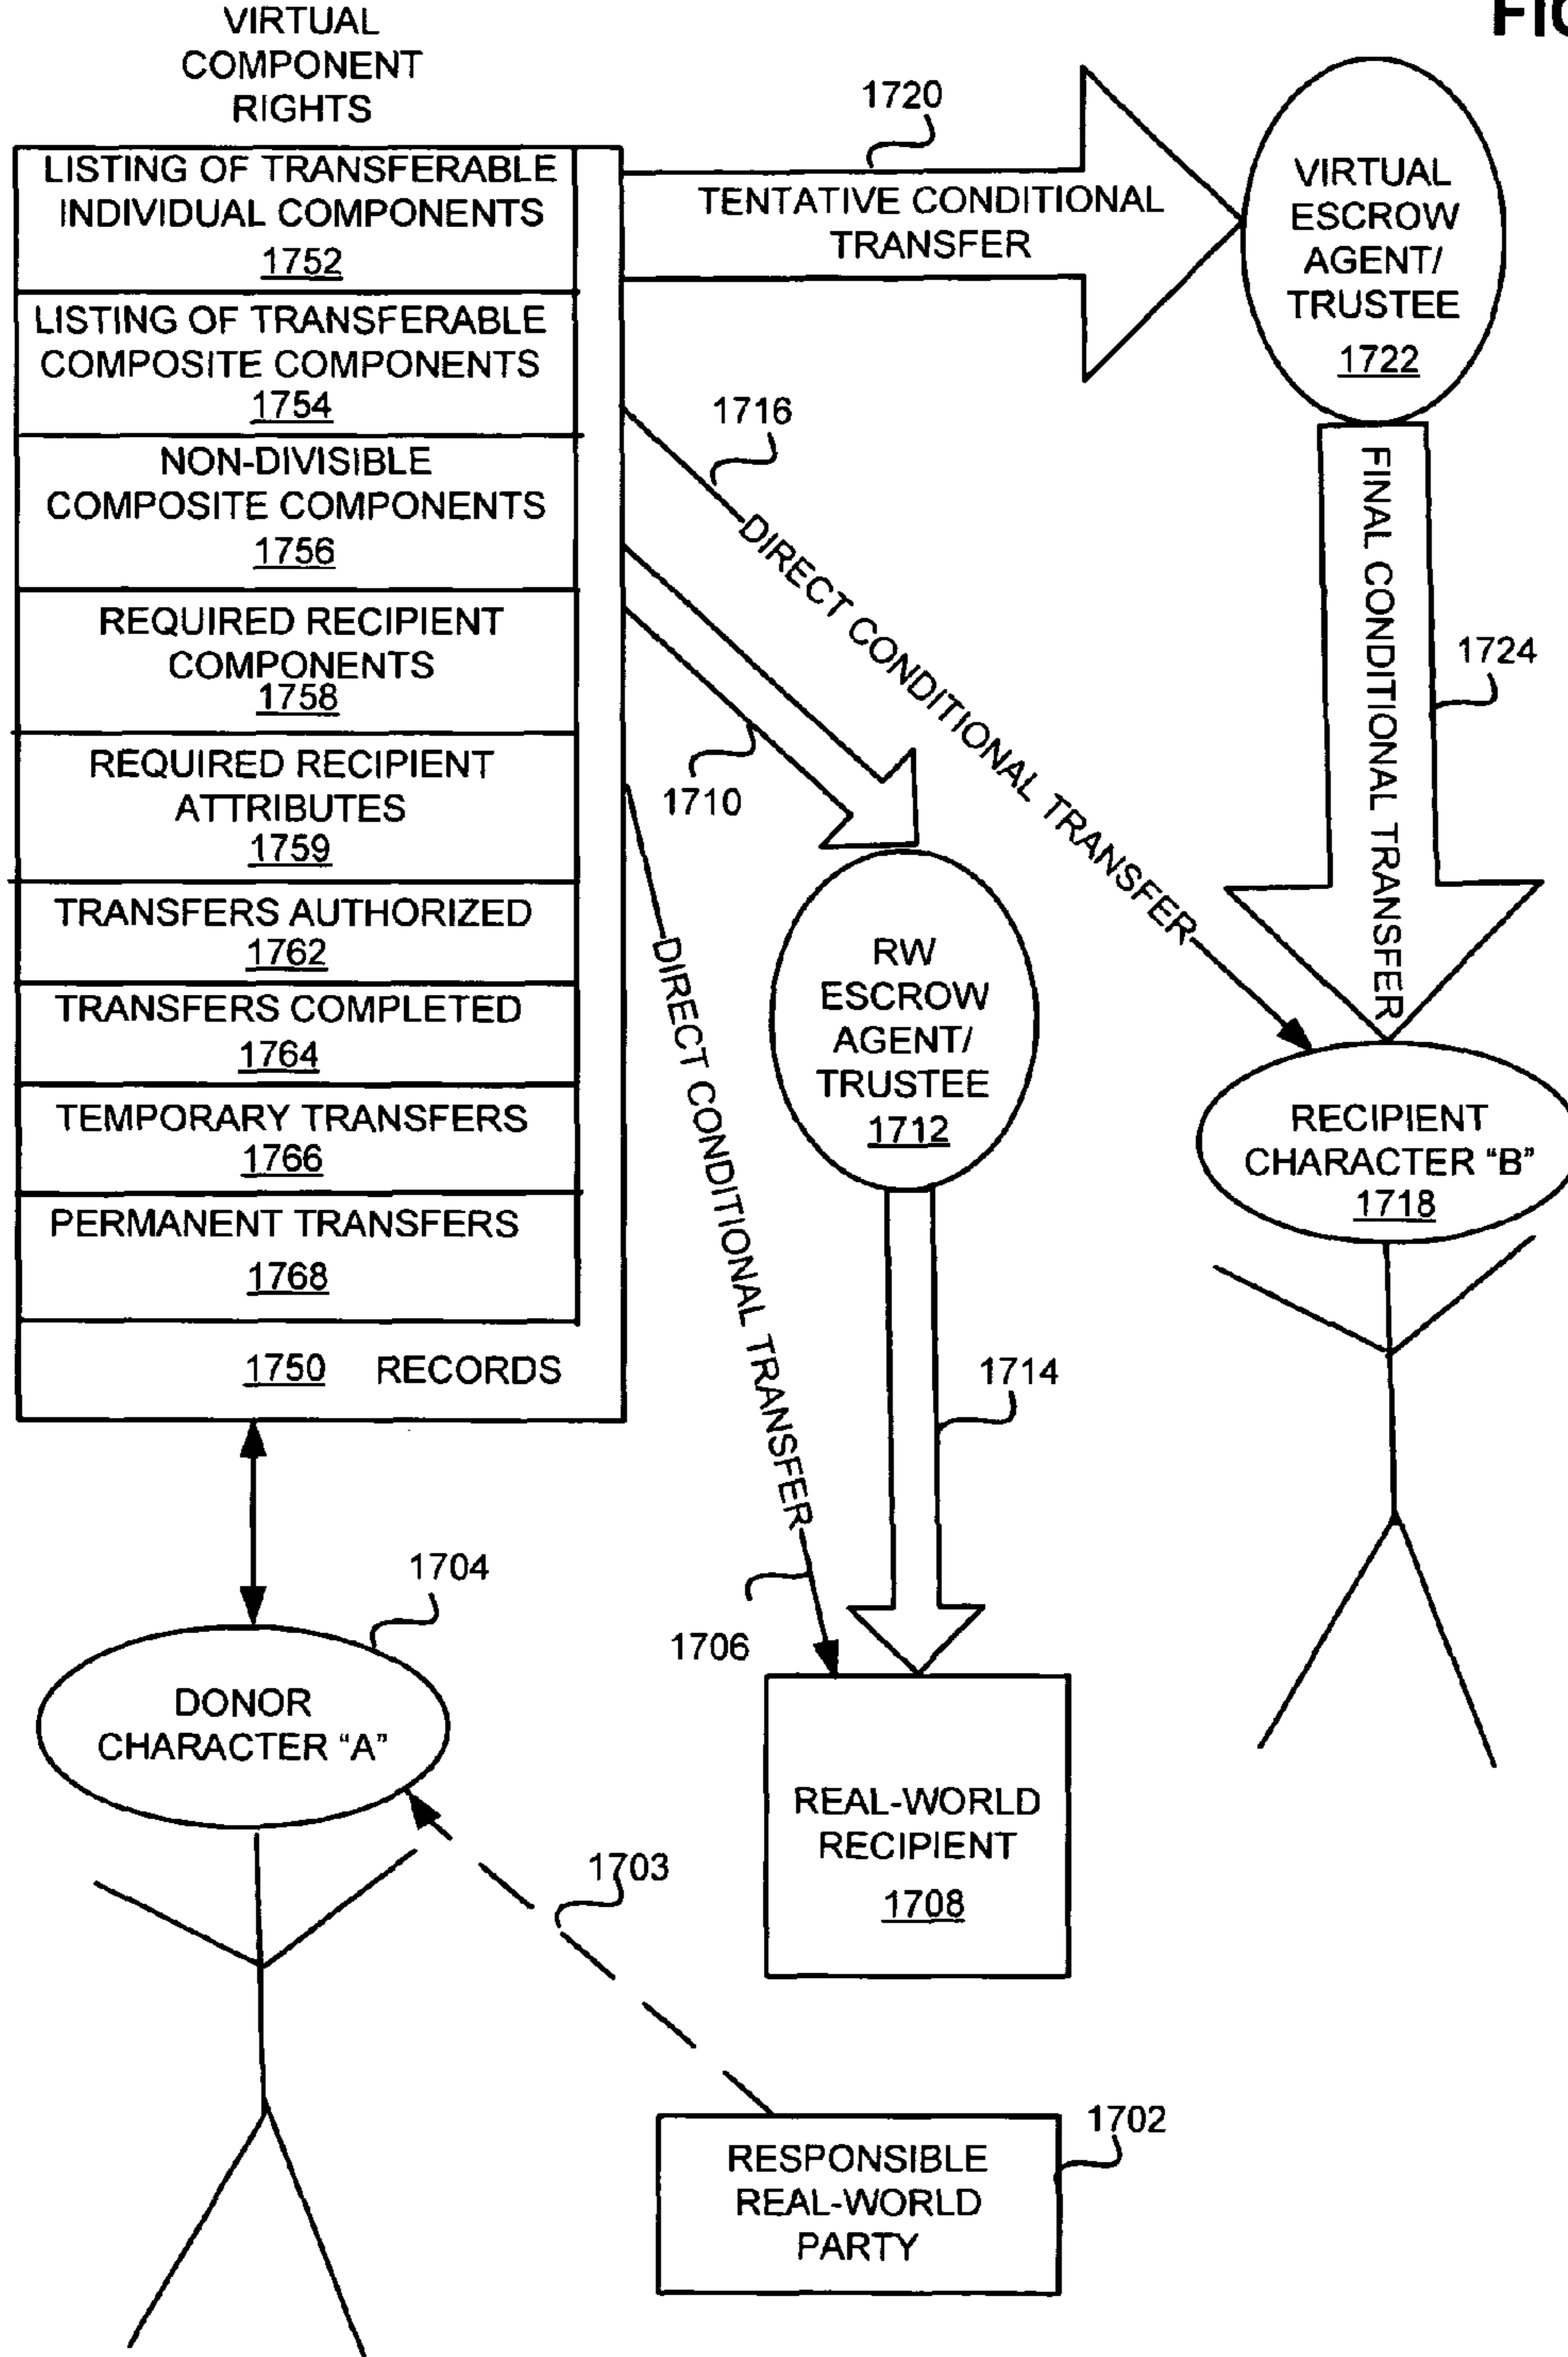 FIG
VIRTUAL
COMPONENT
RIGHTS
LISTING OF TRANSFERABLE
INDIVIDUAL COMPONENTS
1752
LISTING OF TRANSFERABLE
COMPOSITE COMPONENTS
1754
NON-DIVISIBLE
COMPOSITE COMPONENTS
1756
REQUIRED RECIPIENT
COMPONENTS
1758
REQUIRED RECIPIENT
ATTRIBUTES
1759
TRANSFERS AUTHORIZED
1762
TRANSFERS COMPLETED
1764
TEMPORARY TRANSFERS
1766
PERMANENT TRANSFERS
1768
1750 RECORDS
1720
TENTATIVE CONDITIONAL
TRANSFER
VIRTUAL
ESCROW
AGENT/
TRUSTEE
1722
1716
DIRECT CONDITIONAL TRANSFER
1710
FINAL CONDITIONAL TRANSFER
1724
RW
ESCROW
AGENT/
TRUSTEE
1712
RECIPIENT
CHARACTER “B”
1718
DIRECT CONDITIONAL TRANSFER
1714
1706
1704
DONOR
CHARACTER “A”
REAL-WORLD
RECIPIENT
1708
1703
1702
RESPONSIBLE
REAL-WORLD
PARTY